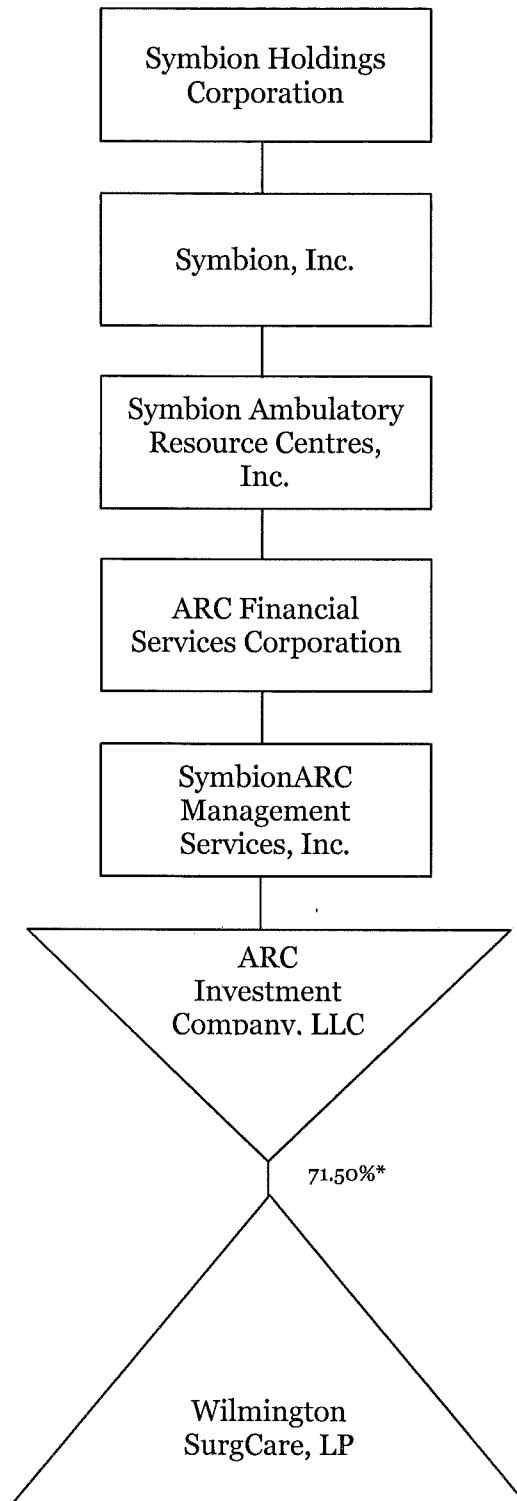 Symbion Holdings
Corporation
Symbion, Inc.
Symbion Ambulatory
Resource Centres,
Inc.
ARC Financial
Services Corporation
SymbionARC
Management
Services, Inc.
ARC
Investment
Company, LLC
71.50%*
Wilmington
SurgCare, LP